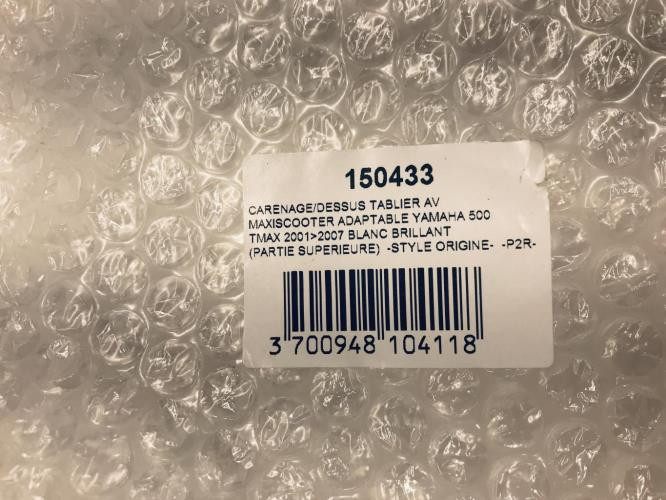 150433
CARENAGE/DESSUS TABLIER AV
MAXISCOOTER ADAPTABLE YAMAHA 500
TMAX 2001>2007 BLANC BRILLANT
(PARTIE SUPERIEURE) -STYLE ORIGINE- -P2R-
3 700948 104118